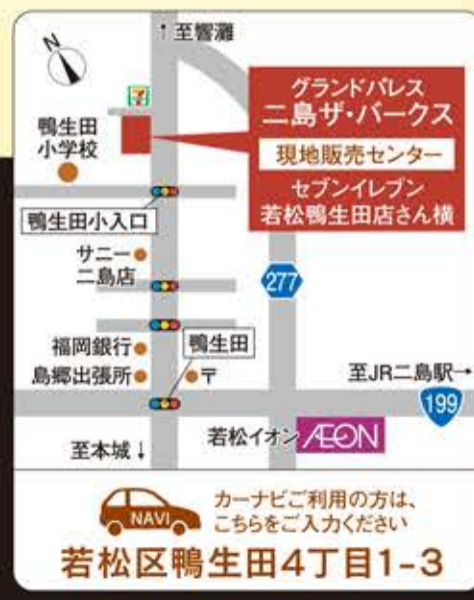 N
↑至響灘
7
鴨生田
小学校
グランドパレス
二島ザ・パークス
現地販売センター
セブンイレブン
若松鴨生田店さん横
鴨生田小入口
サニー
二島店
277
福岡銀行
鴨生田
島郷出張所
〒
至JR二島駅→
199
至本城↓
若松イオン
ÆON
NAVI
カーナビご利用の方は、
こちらをご入力ください
若松区鴨生田4丁目1-3